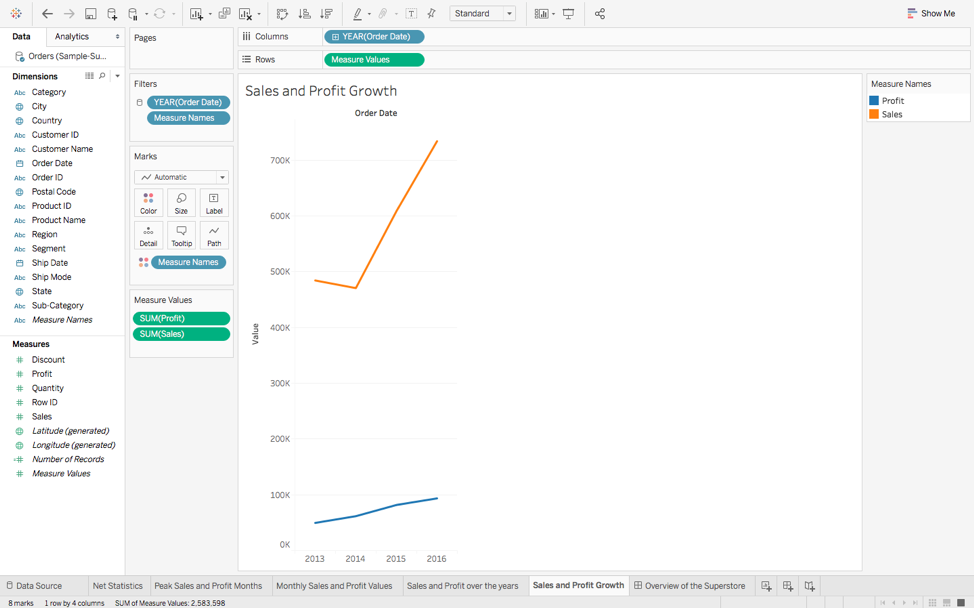 Standard
Show Me
Data
Analytics
Pages
Columns
YEAR(Order Date)
Rows
Measure Values
Orders (Sample-Su...
Dimensions
Abc Category
City
Country
Abc Customer ID
Abc Customer Name
Order Date
Abc Order ID
Postal Code
Abc Product ID
Abc Product Name
Abc Region
Abc Segment
Ship Date
Abc Ship Mode
State
Abc Sub-Category
Abc Measure Names
Measures
# Discount
# Profit
# Quantity
# Row ID
# Sales
Latitude (generated)
Longitude (generated)
=# Number of Records
# Measure Values
Filters
YEAR(Order Date)
Measure Names
Marks
Automatic
Color
Size
Label
Detail
Tooltip
Path
Measure Names
Measure Values
SUM(Profit)
SUM(Sales)
Sales and Profit Growth
Order Date
700K
600K
500K
400K
300K
200K
100K
0K
Value
2013 2014 2015 2016
Measure Names
Profit
Sales
Data Source
Net Statistics
Peak Sales and Profit Months
Monthly Sales and Profit Values
Sales and Profit over the years
Sales and Profit Growth
Overview of the Superstore
8 marks 1 row by 4 columns SUM of Measure Values: 2,583,598